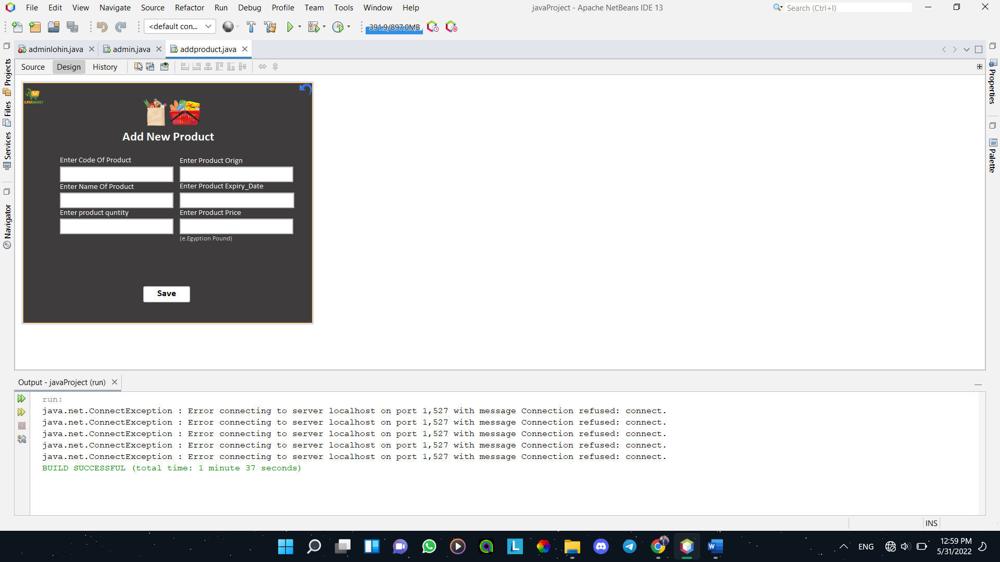 File Edit View Navigate Source Refactor Run Debug Profile Team Tools Window Help
javaProject - Apache NetBeans IDE 13
Search (Ctrl+I)
<default con...
391.9/897.0MB
adminlohin.java
admin.java
addproduct.java
Source Design History
Projects
Files
Services
Navigator
Properties
Palette
SUPERMARKET
Add New Product
Enter Code Of Product
Enter Product Orign
Enter Name Of Product
Enter Product Expiry_Date
Enter product quntity
Enter Product Price
(e.Egyption Pound)
Save
Output - javaProject (run)
run:
java.net.ConnectException : Error connecting to server localhost on port 1,527 with message Connection refused: connect.
java.net.ConnectException : Error connecting to server localhost on port 1,527 with message Connection refused: connect.
java.net.ConnectException : Error connecting to server localhost on port 1,527 with message Connection refused: connect.
java.net.ConnectException : Error connecting to server localhost on port 1,527 with message Connection refused: connect.
java.net.ConnectException : Error connecting to server localhost on port 1,527 with message Connection refused: connect.
BUILD SUCCESSFUL (total time: 1 minute 37 seconds)
INS
ENG
12:59 PM
5/31/2022